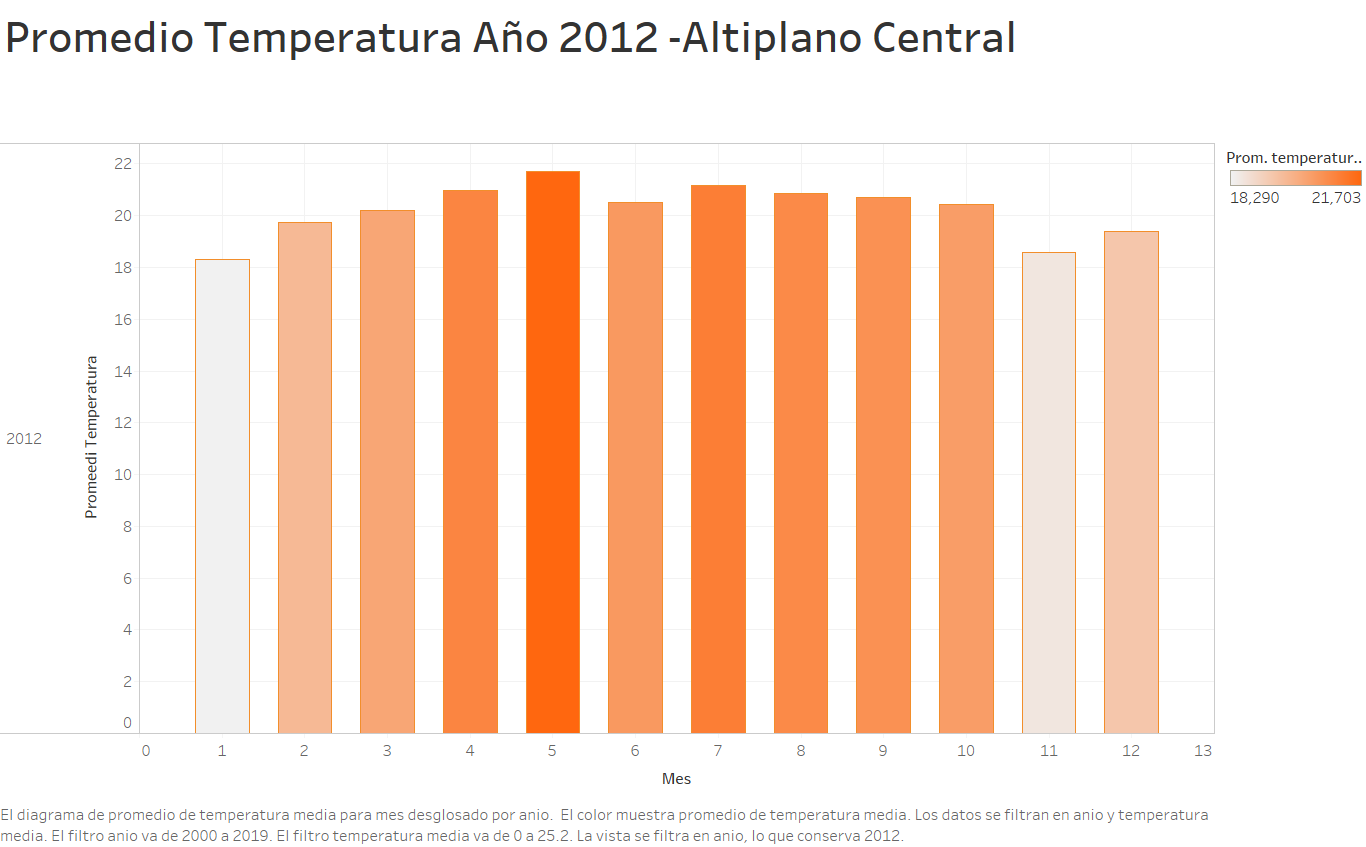 Promedio Temperatura Año 2012 -Altiplano Central
Prom. temperatur..
18,290 21,703
22
20
18
16
14
12
10
8
6
4
2
0
Promeedi Temperatura
2012
0 1 2 3 4 5 6 7 8 9 10 11 12 13
Mes
El diagrama de promedio de temperatura media para mes desglosado por anio.  El color muestra promedio de temperatura media. Los datos se filtran en anio y temperatura
media. El filtro anio va de 2000 a 2019. El filtro temperatura media va de 0 a 25.2. La vista se filtra en anio, lo que conserva 2012.